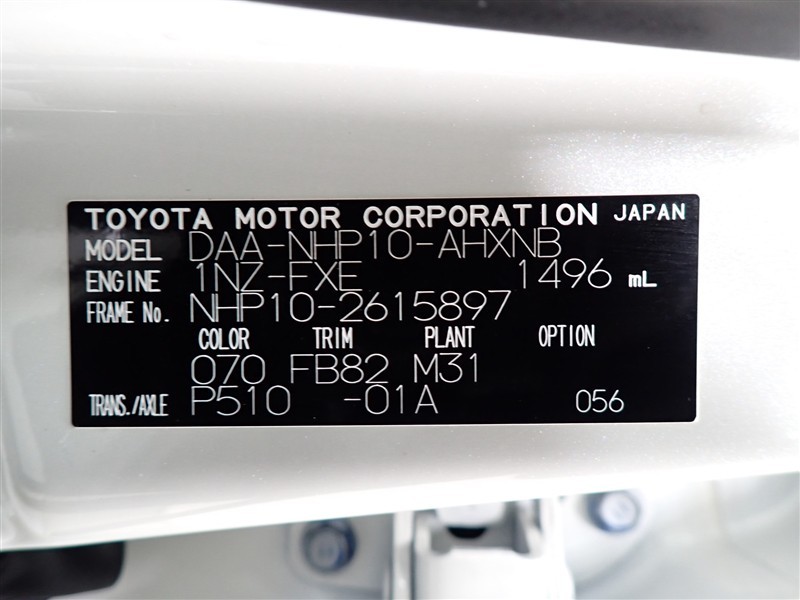 TOYOTA MOTOR CORPORATION JAPAN
MODEL DAA-NHP10-AHXNB
ENGINE 1NZ-FXE 1496 mL
FRAME No. NHP10-2615897
COLOR TRIM PLANT OPTION
070 FB82 M31
TRANS./AXLE P510 -01A 056